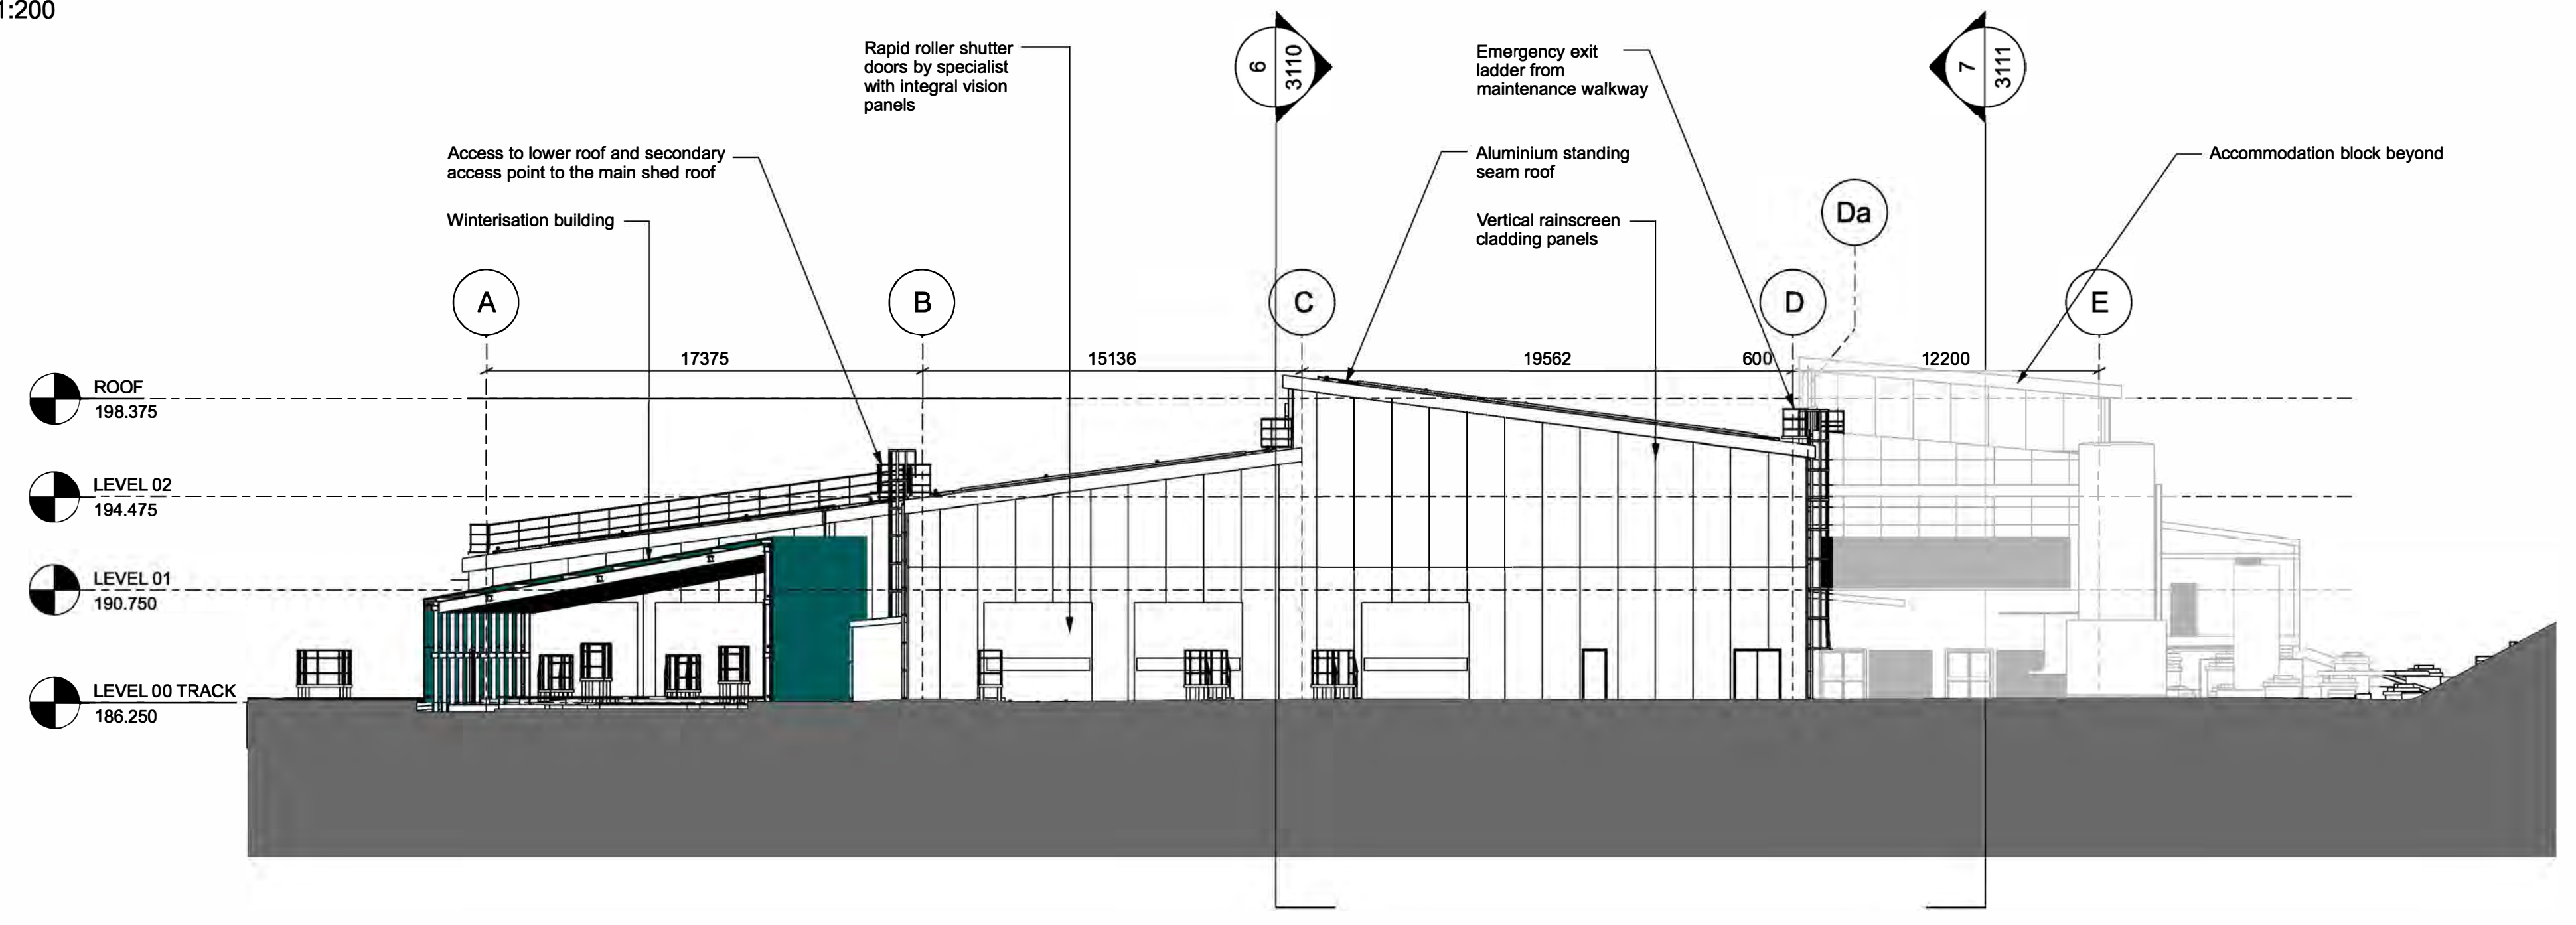 1:200
Rapid roller shutter
doors by specialist
with integral vision
panels
6
3110
Emergency exit
ladder from
maintenance walkway
7
3111
Access to lower roof and secondary
access point to the main shed roof
Aluminium standing
seam roof
Accommodation block beyond
Winterisation building
Vertical rainscreen
cladding panels
Da
A
B
C
D
E
17375
15136
19562
600
12200
ROOF
198.375
LEVEL 02
194.475
LEVEL 01
190.750
LEVEL 00 TRACK
186.250